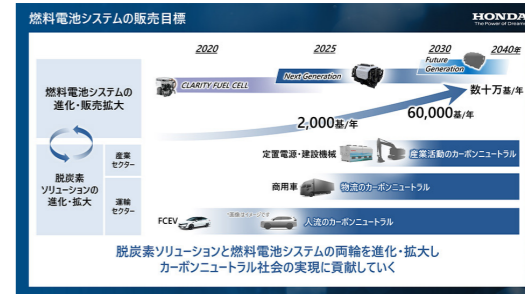 燃料電池システムの販売目標
HONDA
The Power of Dreams
2020
2025
2030
2040年
CLARITY FUEL CELL
Next Generation
Future
Generation
燃料電池システムの
進化・販売拡大
2,000基/年
60,000基/年
数十万基/年
脱炭素
ソリューションの
進化・拡大
産業
セクター
運輸
セクター
定置電源・建設機械
産業活動のカーボンニュートラル
商用車
物流のカーボンニュートラル
FCEV
*画像はイメージです
人流のカーボンニュートラル
脱炭素ソリューションと燃料電池システムの両輪を進化・拡大し
カーボンニュートラル社会の実現に貢献していく